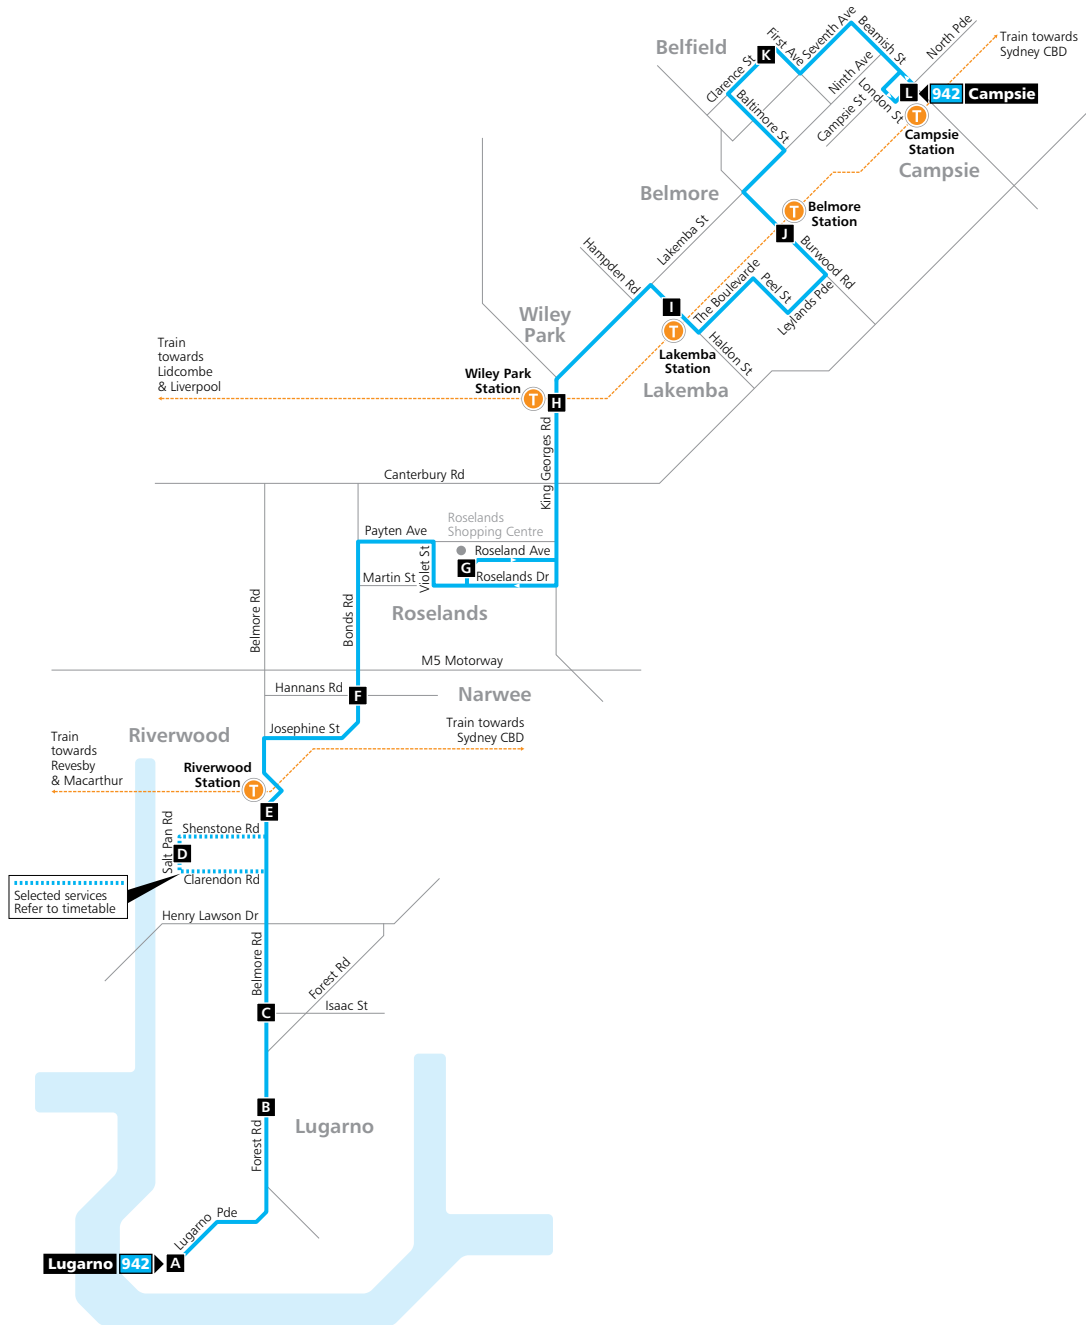 Belfield
First Ave
Seventh Ave
Beamish St
North Pde
Train towards
Sydney CBD
K
Clarence St
Ninth Ave
London St
L
942
Campsie
T
Baltimore St
Campsie St
Campsie
Station
Campsie
Belmore
T
Belmore
Station
Lakemba St
J
Hampden Rd
Burwood Rd
The Boulevarde
Peel St
Leylands Pde
I
Wiley
Park
T
Haldon St
Lakemba
Station
Lakemba
Train
towards
Lidcombe
& Liverpool
Wiley Park
Station
T
H
King Georges Rd
Canterbury Rd
Roselands
Shopping Centre
Payten Ave
Roseland Ave
Violet St
G
Martin St
Roselands Dr
Roselands
Belmore Rd
Bonds Rd
M5 Motorway
Hannans Rd
F
Narwee
Josephine St
Train towards
Sydney CBD
Riverwood
Train
towards
Revesby
& Macarthur
Riverwood
Station
T
E
Salt Pan Rd
Shenstone Rd
D
Clarendon Rd
Selected services
Refer to timetable
Henry Lawson Dr
Belmore Rd
Forest Rd
Isaac St
C
B
Lugarno
Forest Rd
Lugarno Pde
Lugarno
942
A